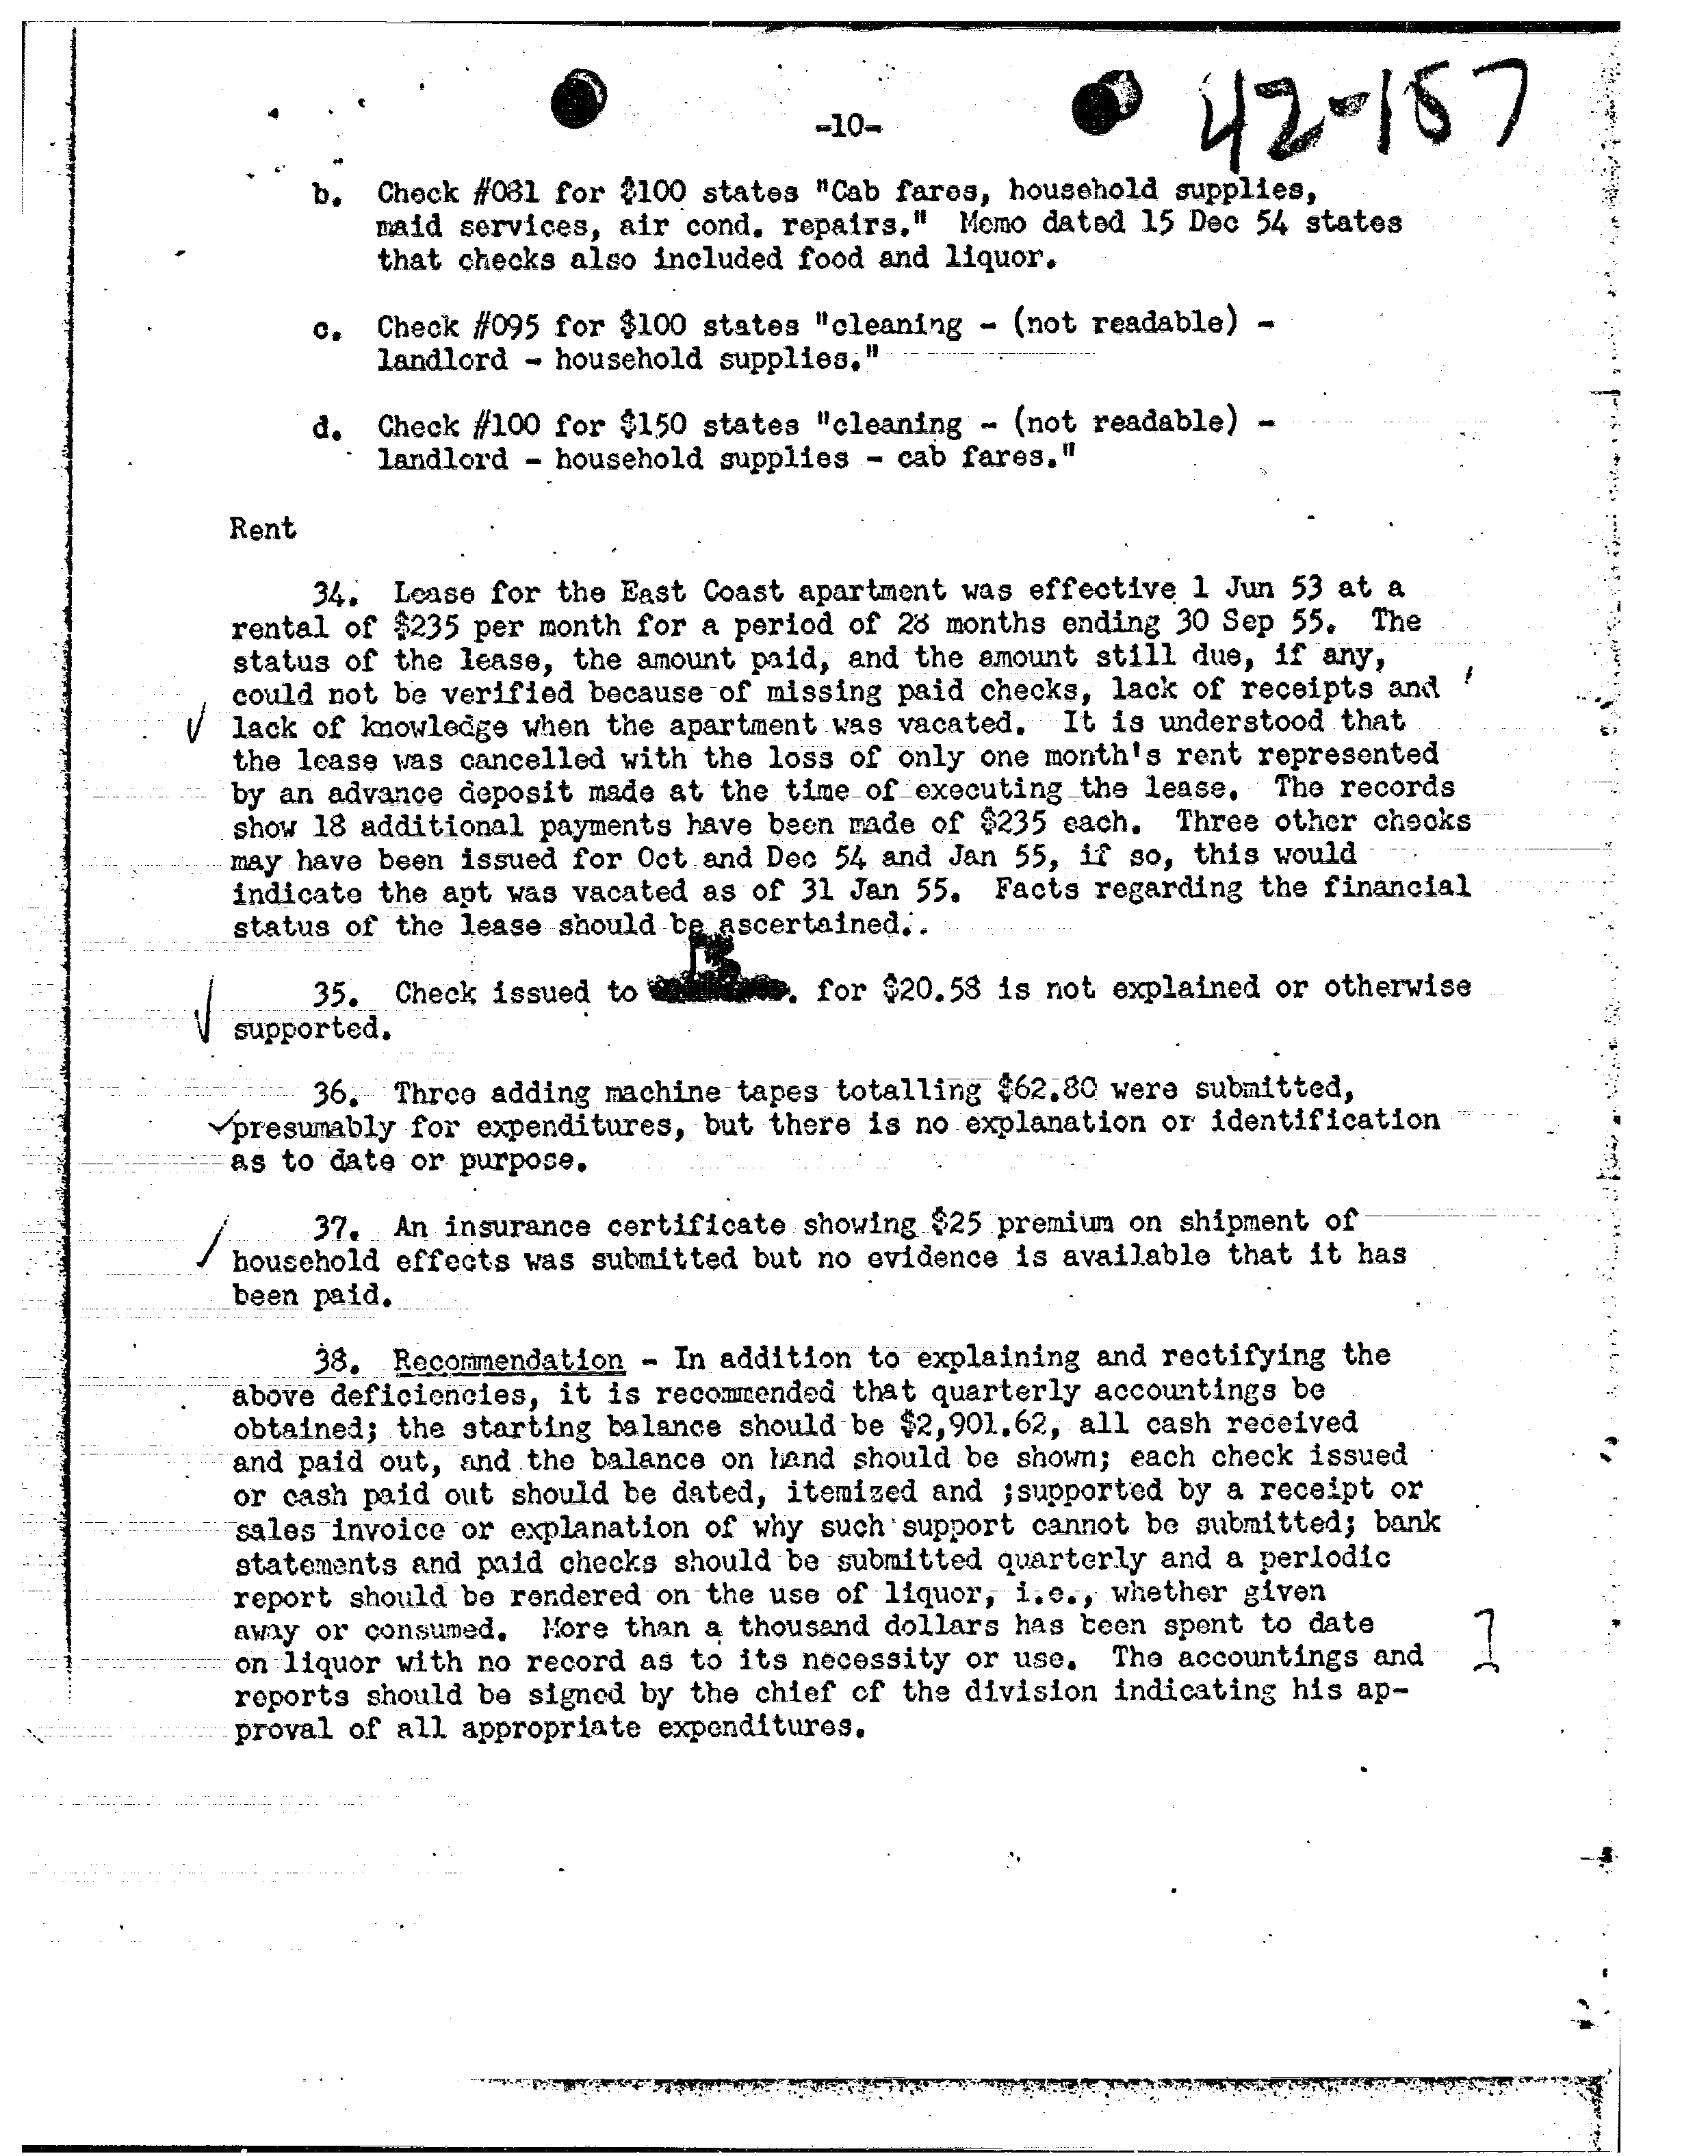 42-157
-10-
b. Check #081 for $100 states "Cab fares, household supplies,
maid services, air cond. repairs." Memo dated 15 Dec 54 states
that checks also included food and liquor.
c. Check #095 for $100 states "cleaning - (not readable) -
landlord - household supplies."
d. Check #100 for $150 states "cleaning - (not readable) -
landlord - household supplies - cab fares."
Rent
34. Lease for the East Coast apartment was effective 1 Jun 53 at a
rental of $235 per month for a period of 28 months ending 30 Sep 55. The
status of the lease, the amount paid, and the amount still due, if any,
could not be verified because of missing paid checks, lack of receipts and
lack of knowledge when the apartment was vacated. It is understood that
the lease was cancelled with the loss of only one month's rent represented
by an advance deposit made at the time of executing the lease. The records
show 18 additional payments have been made of $235 each. Three other checks
may have been issued for Oct and Dec 54 and Jan 55, if so, this would
indicate the apt was vacated as of 31 Jan 55. Facts regarding the financial
status of the lease should be ascertained..
B
35. Check issued to . for $20.58 is not explained or otherwise
supported.
36. Three adding machine tapes totalling $62.80 were submitted,
presumably for expenditures, but there is no explanation or identification
as to date or purpose.
37. An insurance certificate showing $25 premium on shipment of
household effects was submitted but no evidence is available that it has
been paid.
38. Recommendation - In addition to explaining and rectifying the
above deficiencies, it is recommended that quarterly accountings be
obtained; the starting balance should be $2,901.62, all cash received
and paid out, and the balance on hand should be shown; each check issued
or cash paid out should be dated, itemized and ;supported by a receipt or
sales invoice or explanation of why such support cannot be submitted; bank
statements and paid checks should be submitted quarterly and a periodic
report should be rendered on the use of liquor, i.e., whether given
away or consumed. More than a thousand dollars has been spent to date
on liquor with no record as to its necessity or use. The accountings and
reports should be signed by the chief of the division indicating his ap-
proval of all appropriate expenditures.